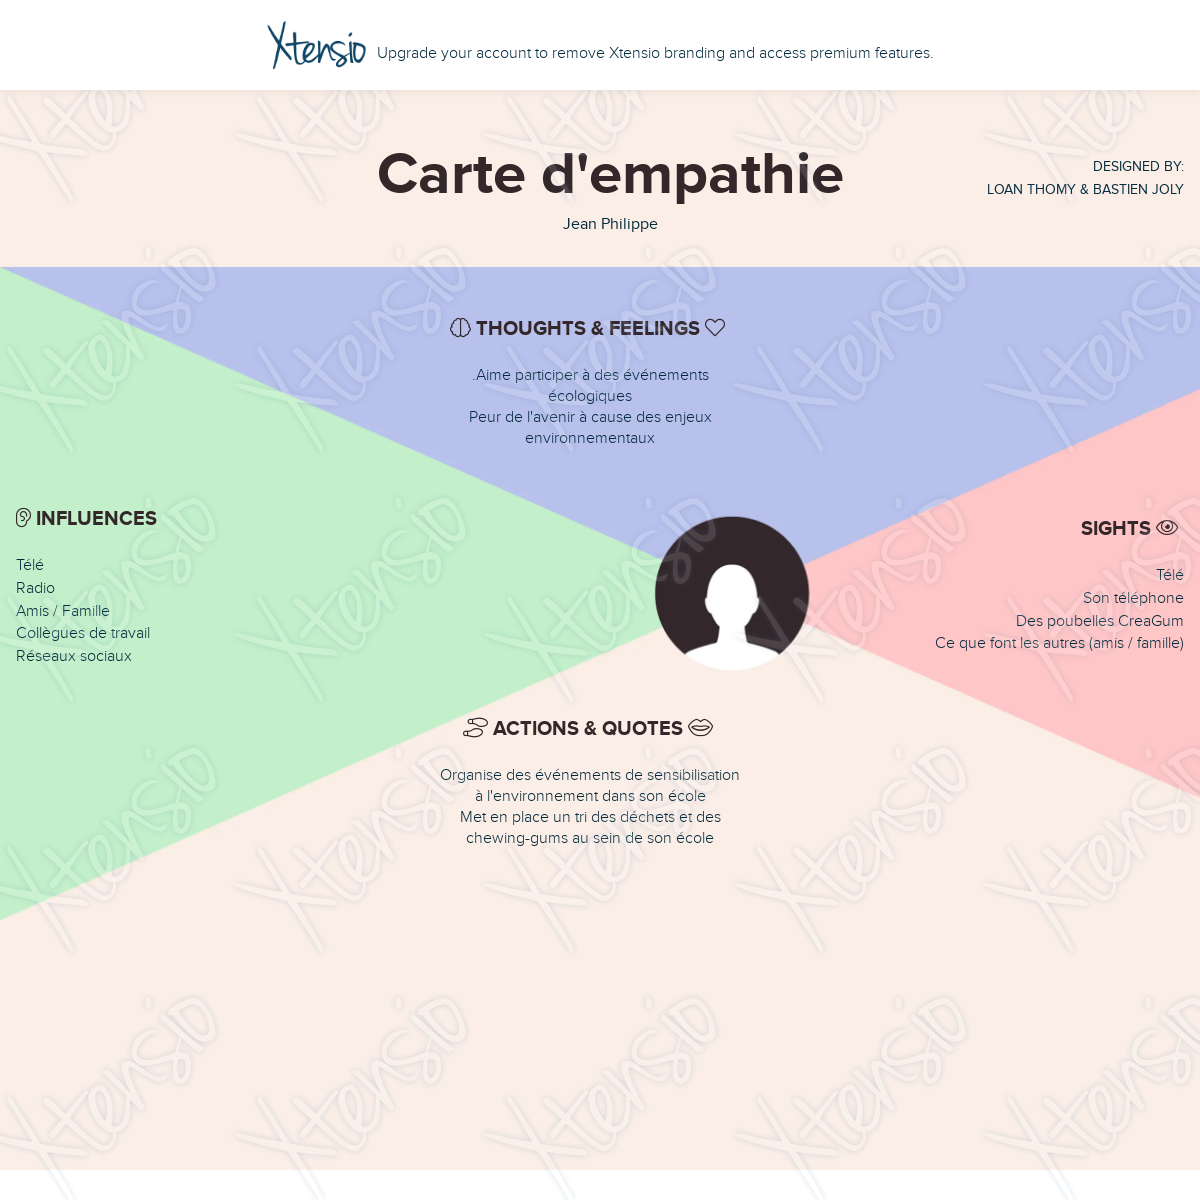 Xtensio
Upgrade your account to remove Xtensio branding and access premium features.
Carte d'empathie
Jean Philippe
DESIGNED BY:
LOAN THOMY & BASTIEN JOLY
THOUGHTS & FEELINGS
.Aime participer à des événements
écologiques
Peur de l'avenir à cause des enjeux
environnementaux
INFLUENCES
Télé
Radio
Amis / Famille
Collègues de travail
Réseaux sociaux
SIGHTS
Télé
Son téléphone
Des poubelles CreaGum
Ce que font les autres (amis / famille)
ACTIONS & QUOTES
Organise des événements de sensibilisation
à l'environnement dans son école
Met en place un tri des déchets et des
chewing-gums au sein de son école